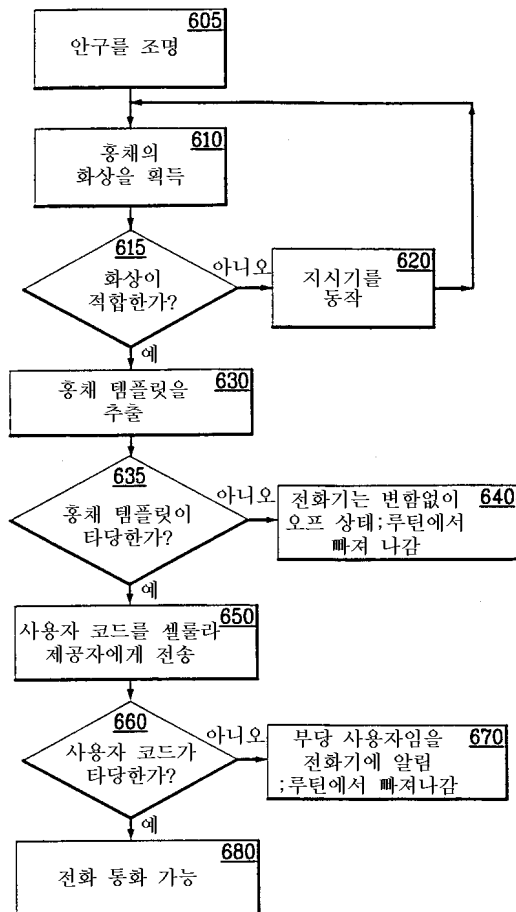 605
안구를 조명
610
홍채의
화상을 획득
615
화상이
적합한가?
아니오
620
지시기를
동작
예
630
홍채 템플릿을
추출
635
홍채 템플릿이
타당한가?
아니오
전화기는 변함없이 640
오프 상태;루틴에서
빠져 나감
예
650
사용자 코드를 셀룰라
제공자에게 전송
660
사용자 코드가
타당한가?
아니오
부당 사용자임을 670
전화기에 알림
;루틴에서 빠져나감
예
680
전화 통화 가능